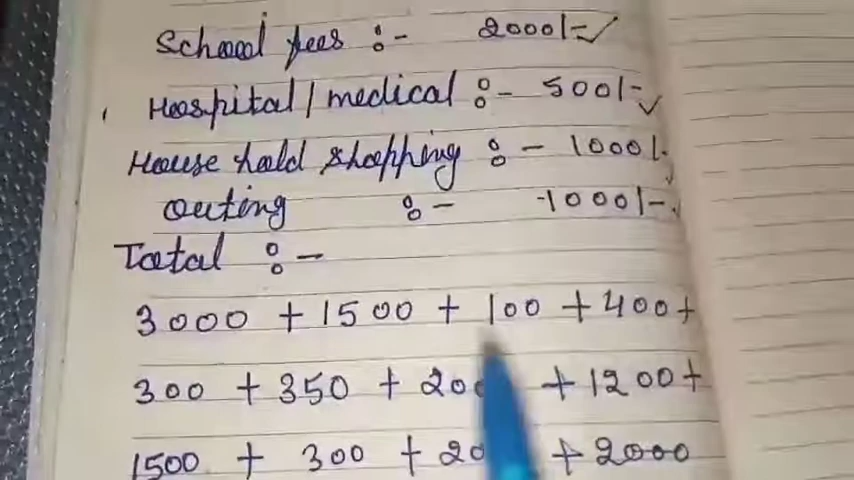 School fees :- 2000/=
Hospital/medical :- 500/-
House hold shopping :- 1000/-
Outing :- 1000/-
Total :-
3000 + 1500 + 100 + 400 +
300 + 350 + + 1200 +
1500 + 300 + + 2000